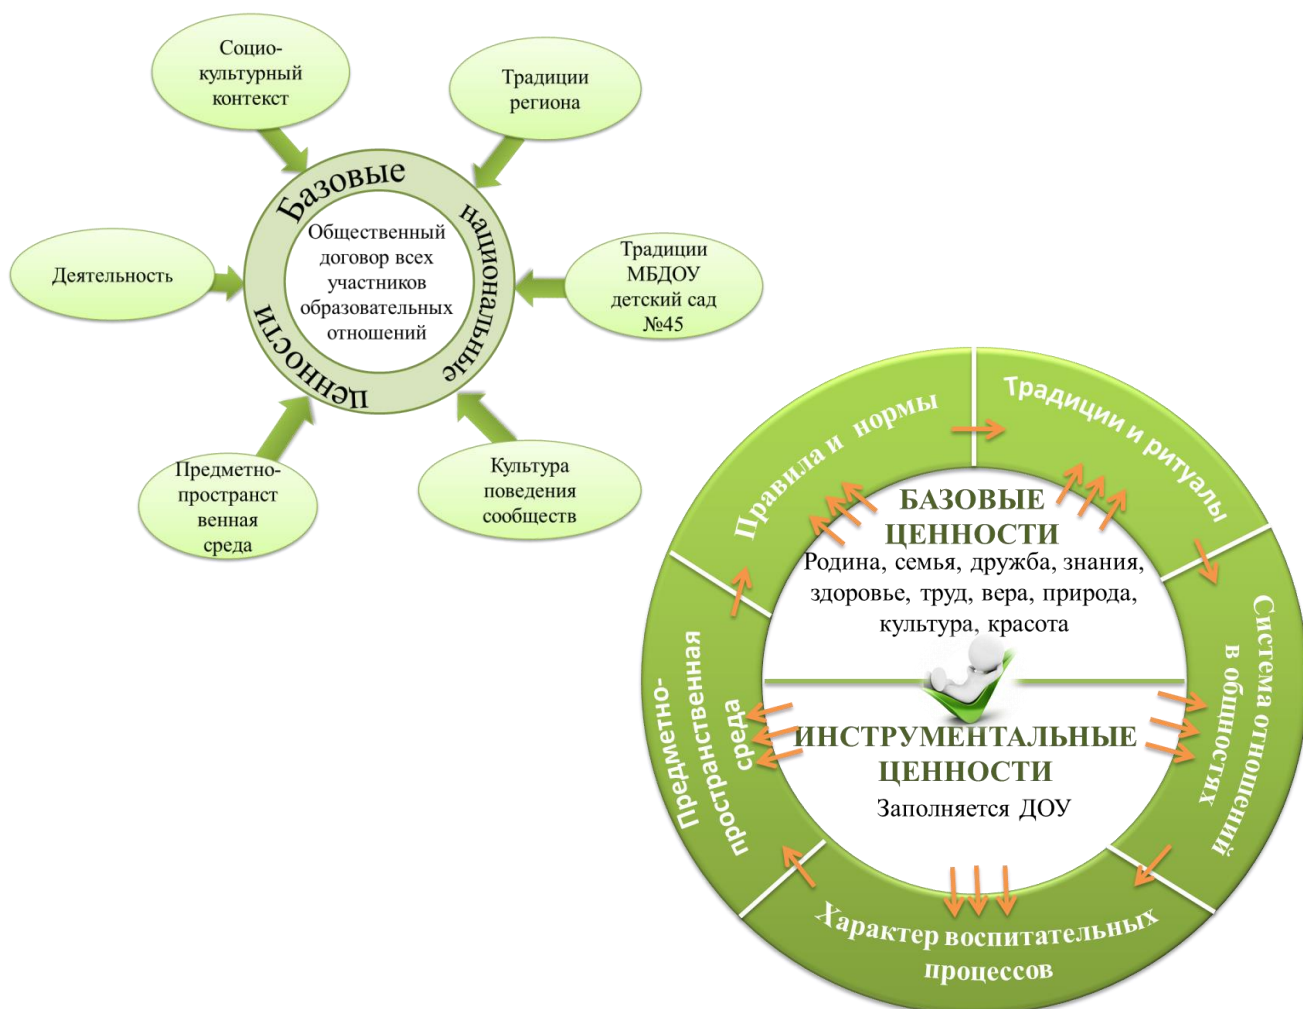 Социо-
культурный
контекст
Традиции
региона
Базовые
национальные
ценности
Общественный
договор всех
участников
образовательных
отношений
Деятельность
Традиции
МБДОУ
детский сад
№45
Предметно-
пространст
венная
среда
Культура
поведения
сообществ
Правила и нормы
Традиции и ритуалы
БАЗОВЫЕ
ЦЕННОСТИ
Родина, семья, дружба, знания,
здоровье, труд, вера, природа,
культура, красота
Система отношений
в общностях
Предметно-
пространственная
среда
ИНСТРУМЕНТАЛЬНЫЕ
ЦЕННОСТИ
Заполняется ДОУ
Характер воспитательных
процессов